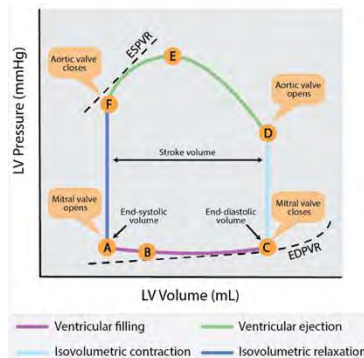 ESPVR
E
Aortic valve
closes
F
Aortic valve
opens
D
Stroke volume
Mitral valve
opens
End-systolic
volume
End-diastolic
volume
Mitral valve
closes
A
B
C
EDPVR
LV Pressure (mmHg)
LV Volume (mL)
Ventricular filling
Ventricular ejection
Isovolumetric contraction
Isovolumetric relaxation